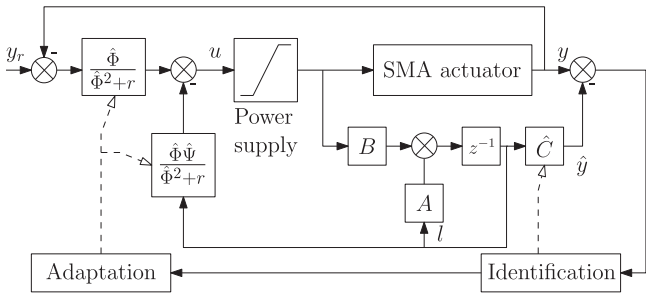 y_r
-
Φ̂
Φ̂²+r
-
u
Power
supply
SMA actuator
y
-
ŷ
Φ̂Ψ̂
Φ̂²+r
B
z⁻¹
Ĉ
A
l
Adaptation
Identification